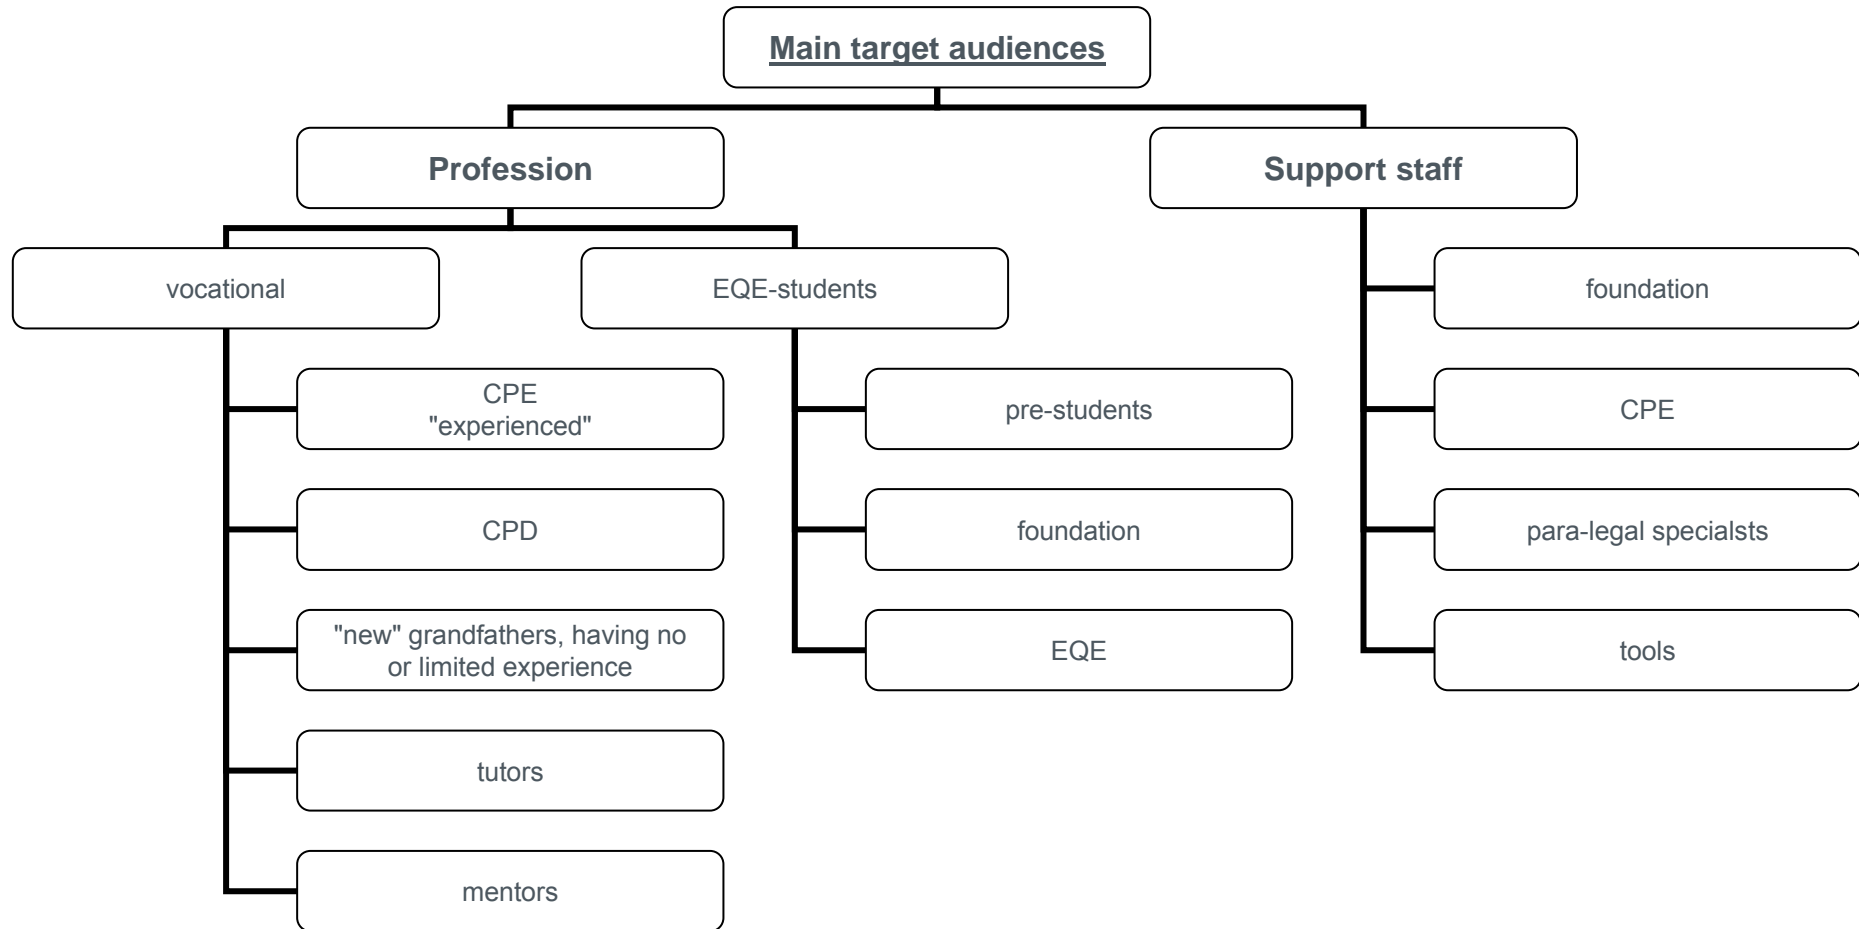 Main target audiences
Profession
Support staff
vocational
EQE-students
foundation
CPE
"experienced"
pre-students
CPE
CPD
foundation
para-legal specialsts
"new" grandfathers, having no
or limited experience
EQE
tools
tutors
mentors